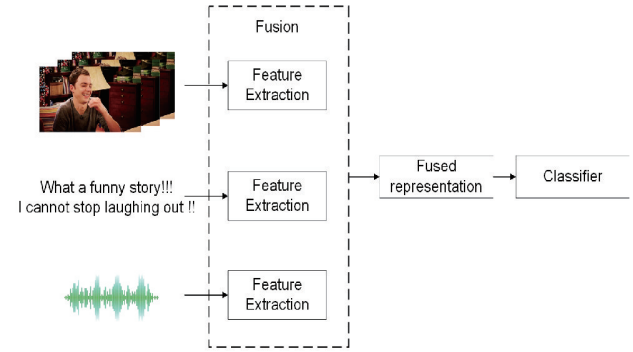 Fusion
Feature
Extraction
What a funny story!!!
I cannot stop laughing out !!
Feature
Extraction
Fused
representation
Classifier
Feature
Extraction